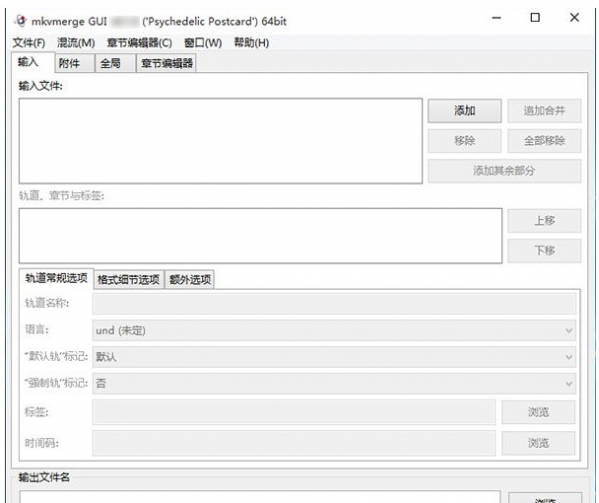 mkvmerge GUI ('Psychedelic Postcard') 64bit
文件(F) 混流(M) 章节编辑器(C) 窗口(W) 帮助(H)
输入 附件 全局 章节编辑器
输入文件:
添加 追加合并
移除 全部移除
添加其余部分
轨道、章节与标签:
上移
下移
轨道常规选项 格式细节选项 额外选项
轨道名称:
语言: und (未定)
"默认轨"标记: 默认
"强制轨"标记: 否
标签: 浏览
时间码: 浏览
输出文件名
浏览